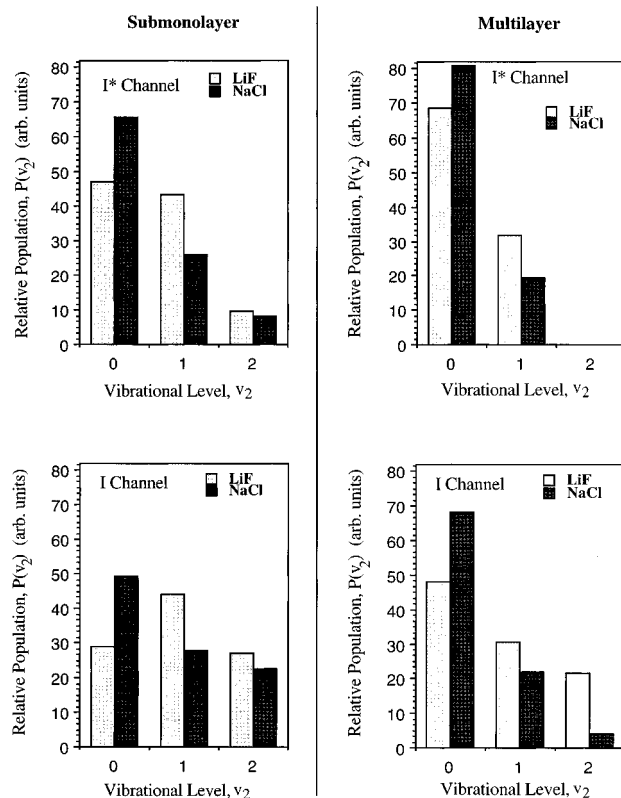 Submonolayer
Multilayer
I* Channel
LiF
NaCl
80
70
60
50
40
30
20
10
0
Relative Population, P(v2) (arb. units)
0 1 2
Vibrational Level, v2
I* Channel
LiF
NaCl
80
70
60
50
40
30
20
10
0
Relative Population, P(v2) (arb. units)
0 1 2
Vibrational Level, v2
I Channel
LiF
NaCl
80
70
60
50
40
30
20
10
0
Relative Population, P(v2) (arb. units)
0 1 2
Vibrational Level, v2
I Channel
LiF
NaCl
80
70
60
50
40
30
20
10
0
Relative Population, P(v2) (arb. units)
0 1 2
Vibrational Level, v2